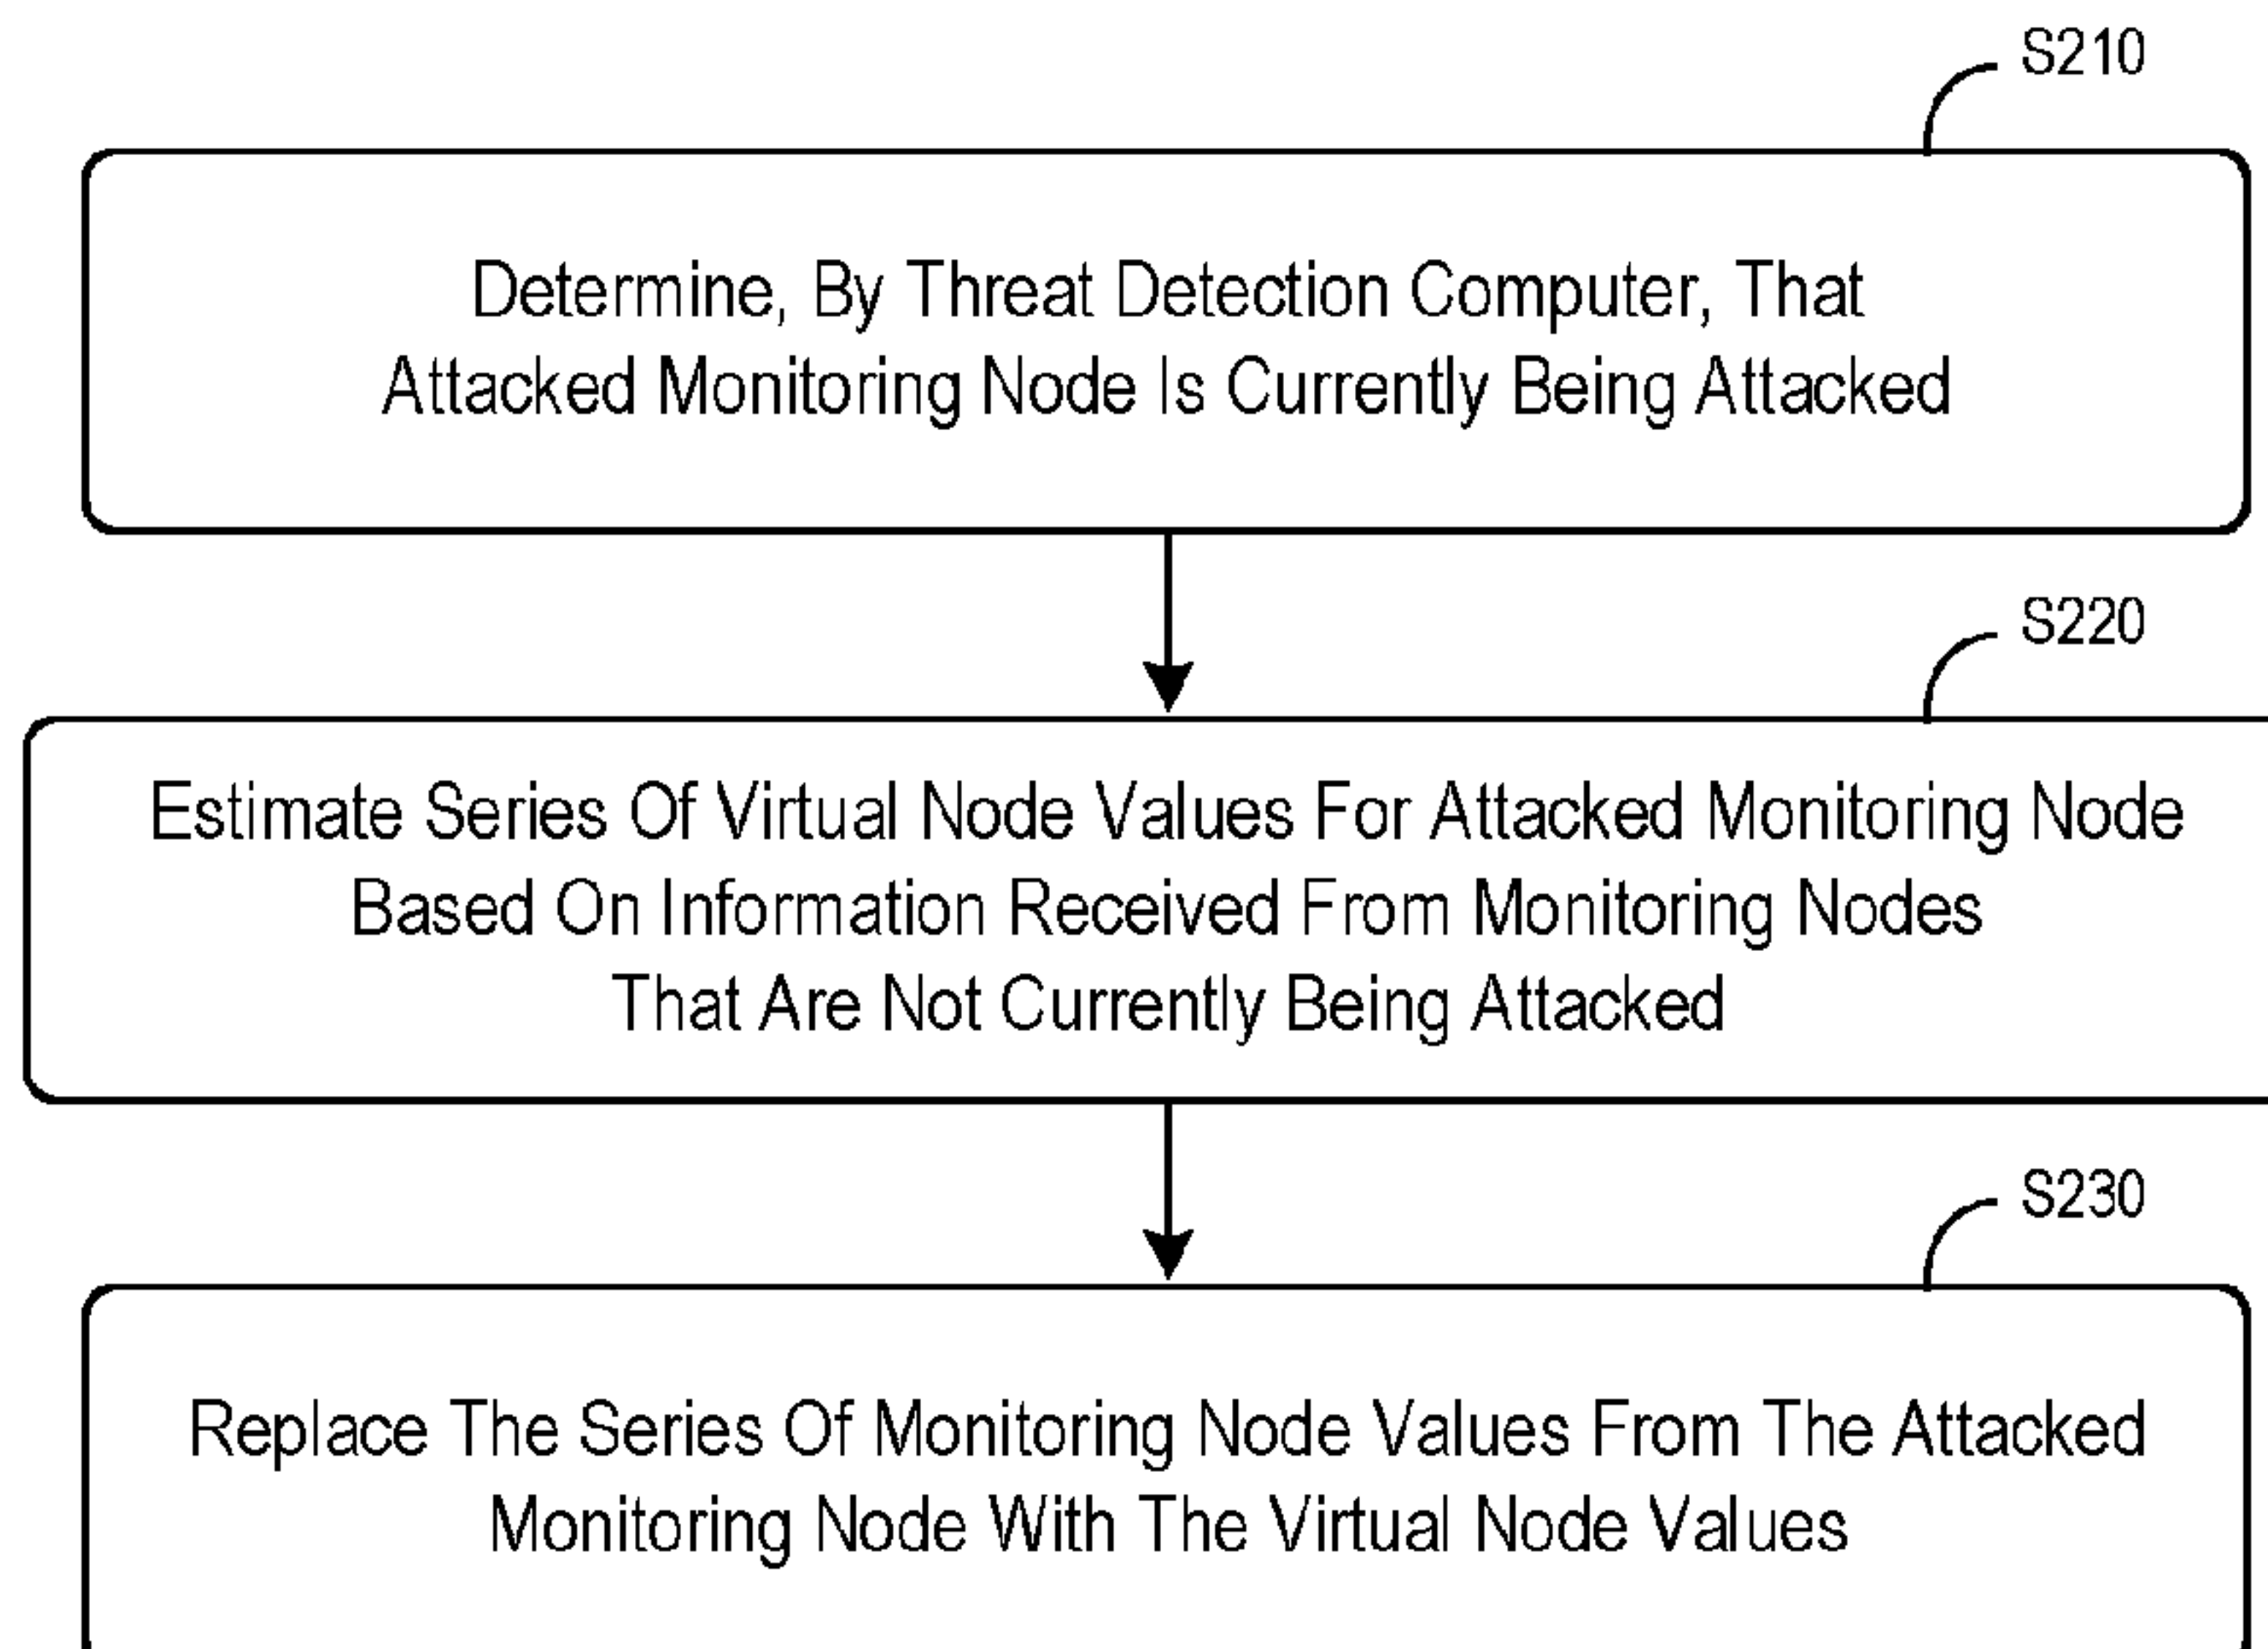 S210
Determine, By Threat Detection Computer, That
Attacked Monitoring Node Is Currently Being Attacked
S220
Estimate Series Of Virtual Node Values For Attacked Monitoring Node
Based On Information Received From Monitoring Nodes
That Are Not Currently Being Attacked
S230
Replace The Series Of Monitoring Node Values From The Attacked
Monitoring Node With The Virtual Node Values